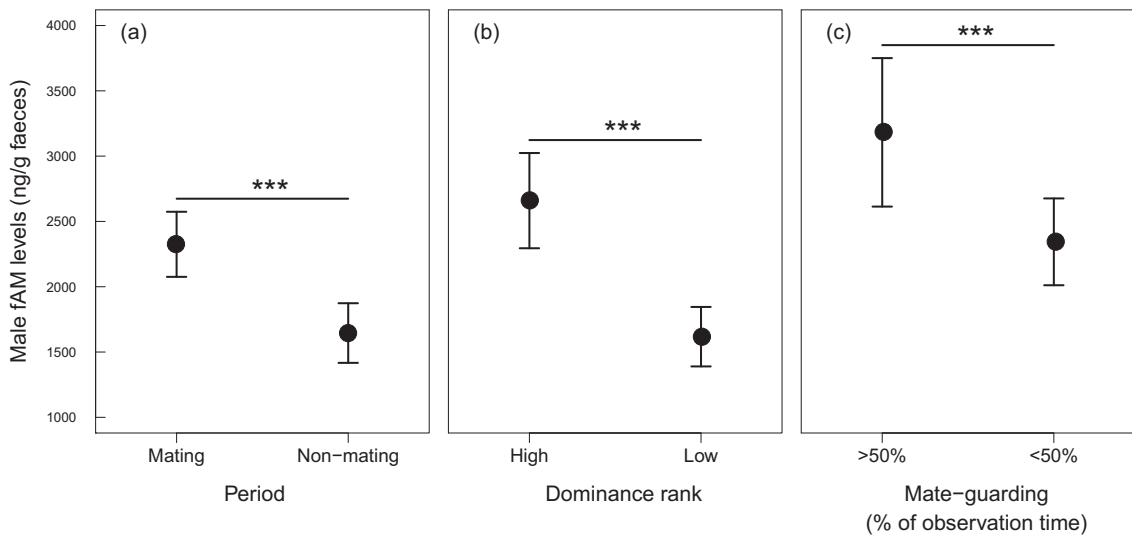 Male fAM levels (ng/g faeces)
4000
3500
3000
2500
2000
1500
1000
(a)
***
Mating Non−mating
Period
(b)
***
High Low
Dominance rank
(c)
***
>50% <50%
Mate−guarding
(% of observation time)